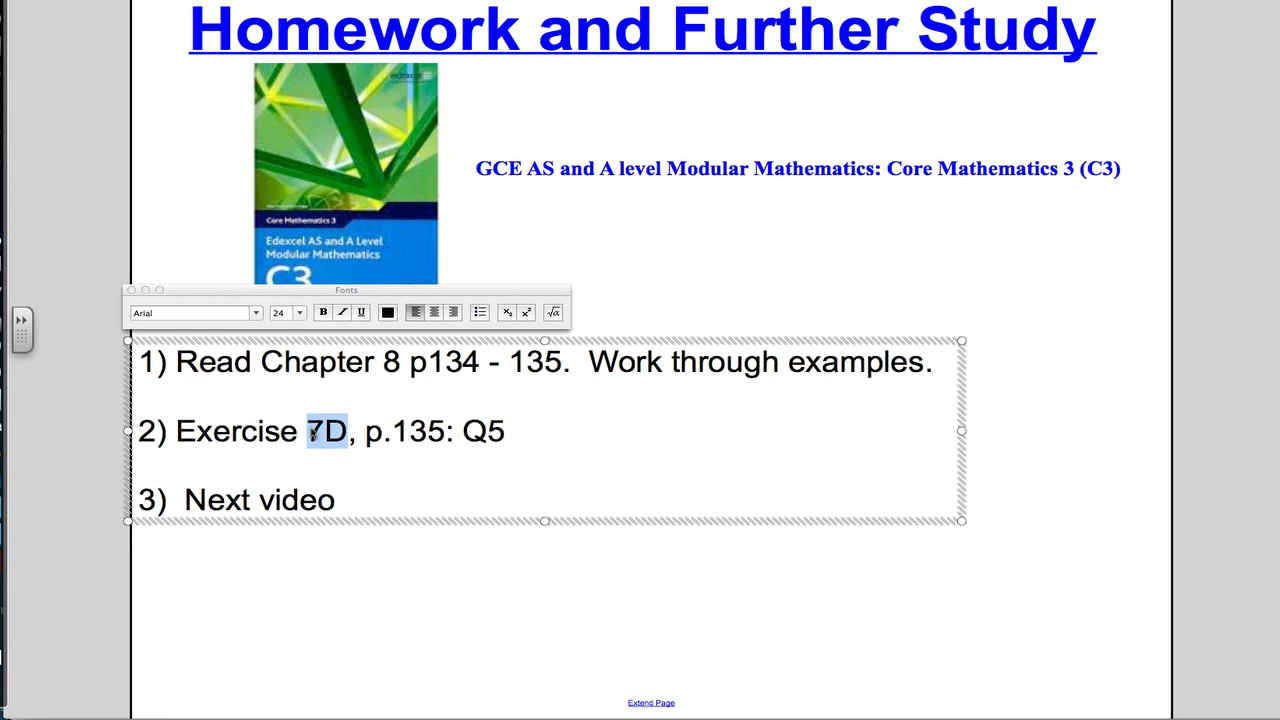 Homework and Further Study
edexcel
Core Mathematics 3
Edexcel AS and A Level
Modular Mathematics
C3
GCE AS and A level Modular Mathematics: Core Mathematics 3 (C3)
Fonts
Arial 24 B I U
1) Read Chapter 8 p134 - 135. Work through examples.
2) Exercise 7D, p.135: Q5
3) Next video
Extend Page